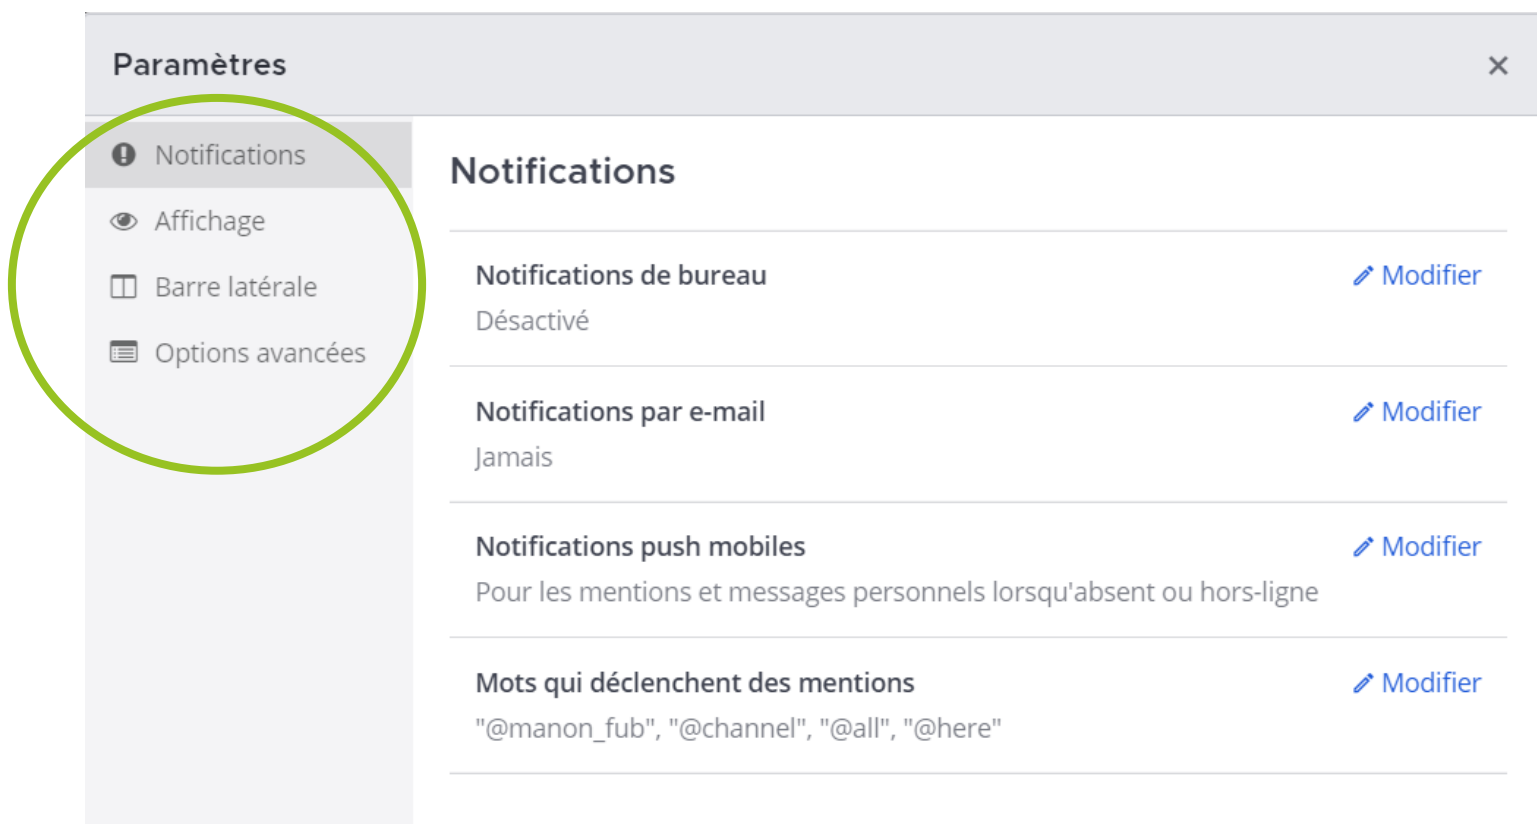 Paramètres
Notifications
Affichage
Barre latérale
Options avancées
Notifications
Notifications de bureau
Modifier
Désactivé
Notifications par e-mail
Modifier
Jamais
Notifications push mobiles
Modifier
Pour les mentions et messages personnels lorsqu'absent ou hors-ligne
Mots qui déclenchent des mentions
Modifier
"@manon_fub", "@channel", "@all", "@here"